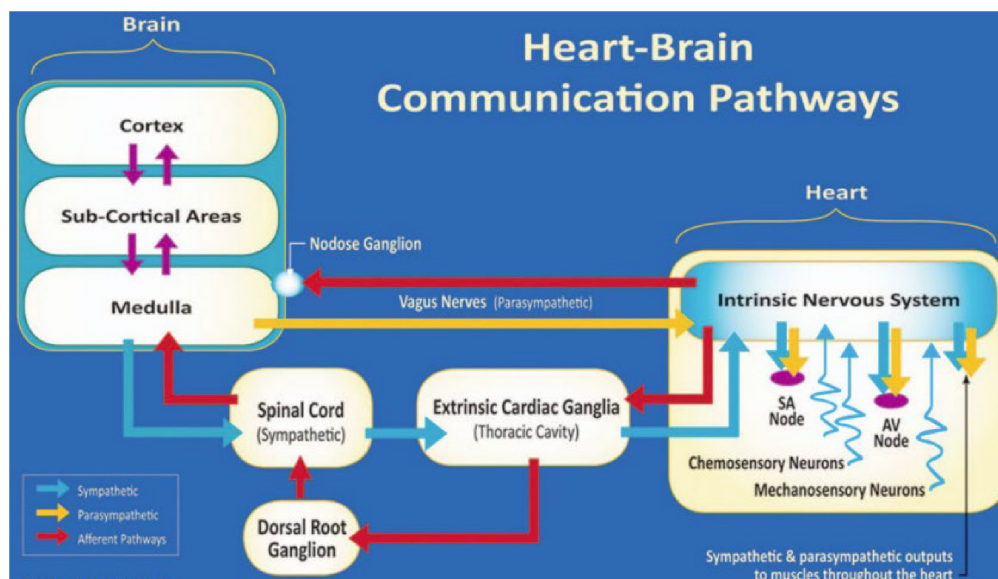 Brain
Heart-Brain
Communication Pathways
Cortex
Sub-Cortical Areas
Medulla
Nodose Ganglion
Vagus Nerves (Parasympathetic)
Heart
Intrinsic Nervous System
SA
Node
AV
Node
Chemosensory Neurons
Mechanosensory Neurons
Spinal Cord
(Sympathetic)
Extrinsic Cardiac Ganglia
(Thoracic Cavity)
Dorsal Root
Ganglion
Sympathetic
Parasympathetic
Afferent Pathways
Sympathetic & parasympathetic outputs
to muscles throughout the heart